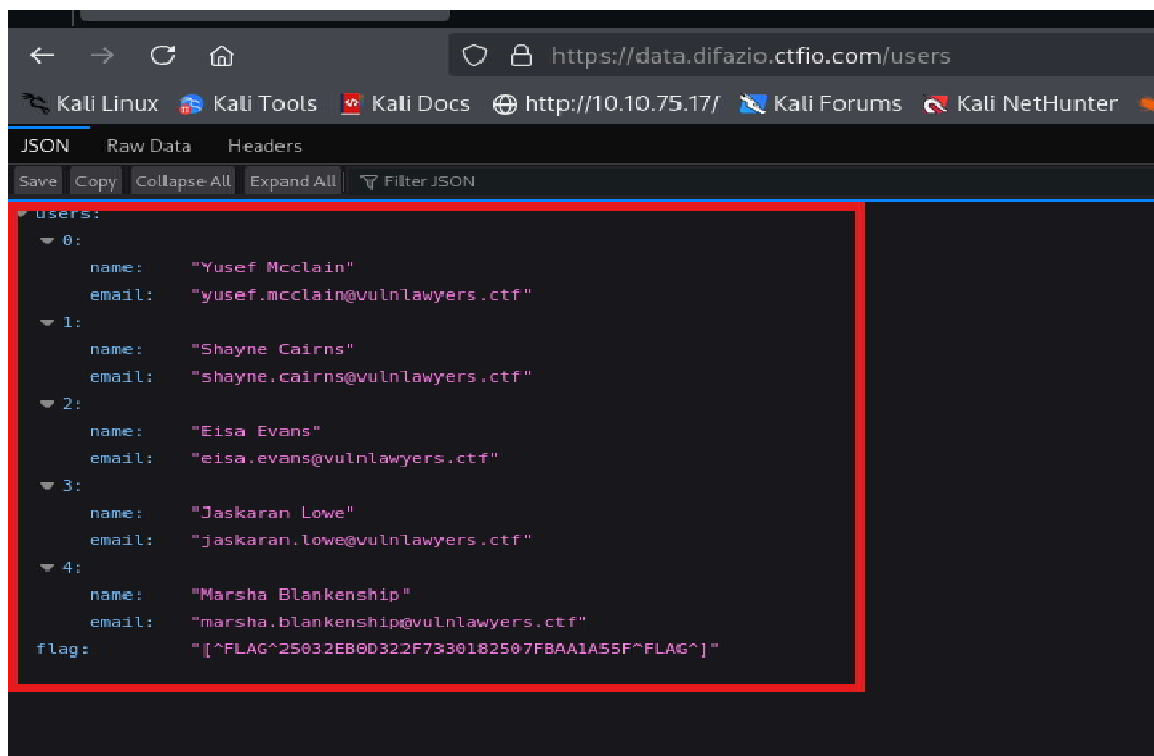 https://data.difazio.ctfio.com/users
Kali Linux Kali Tools Kali Docs http://10.10.75.17/ Kali Forums Kali NetHunter
JSON Raw Data Headers
Save Copy Collapse All Expand All Filter JSON
users:
0:
name: "Yusef Mcclain"
email: "yusef.mcclain@vulnlawyers.ctf"
1:
name: "Shayne Cairns"
email: "shayne.cairns@vulnlawyers.ctf"
2:
name: "Eisa Evans"
email: "eisa.evans@vulnlawyers.ctf"
3:
name: "Jaskaran Lowe"
email: "jaskaran.lowe@vulnlawyers.ctf"
4:
name: "Marsha Blankenship"
email: "marsha.blankenship@vulnlawyers.ctf"
flag: "[^FLAG^25032EB0D322F7330182507FBAA1A55F^FLAG^]"